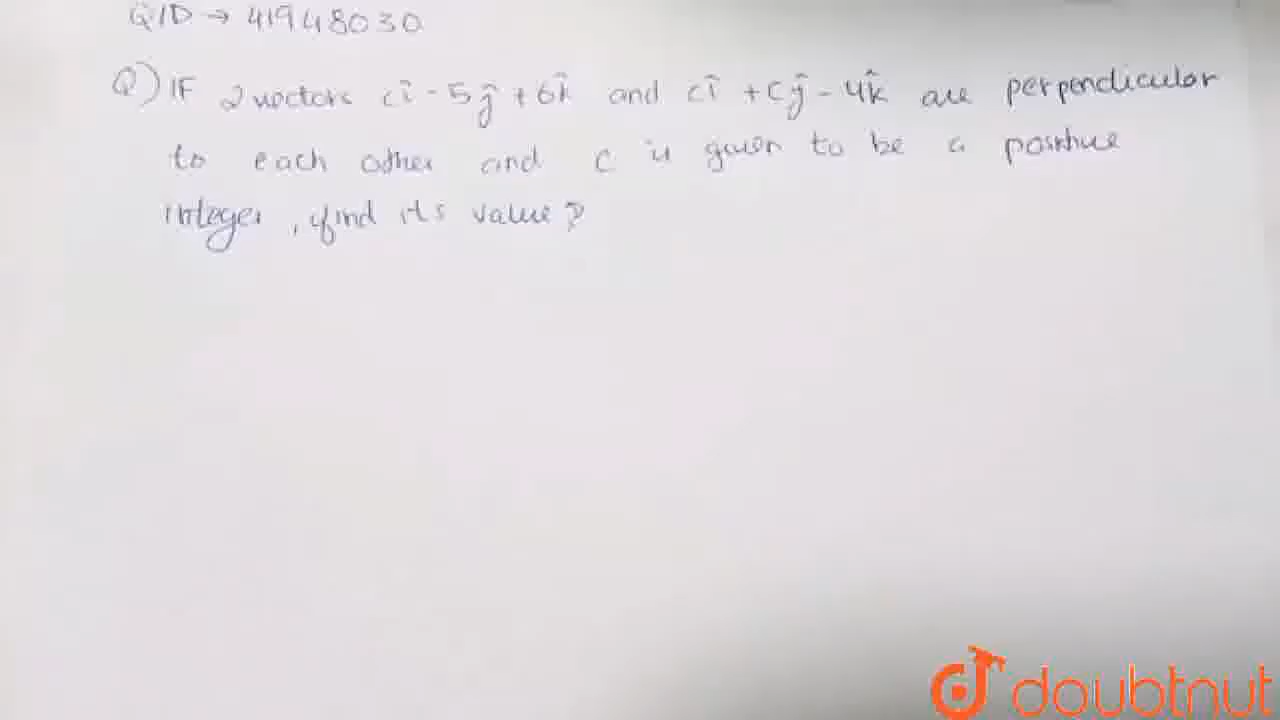 QID → 41948030
Q) IF 2 vectors cî - 5ĵ + 6k̂ and cî + cĵ - 4k̂ are perpendicular
to each other and c is given to be a positive
integer, find its value?
doubtnut